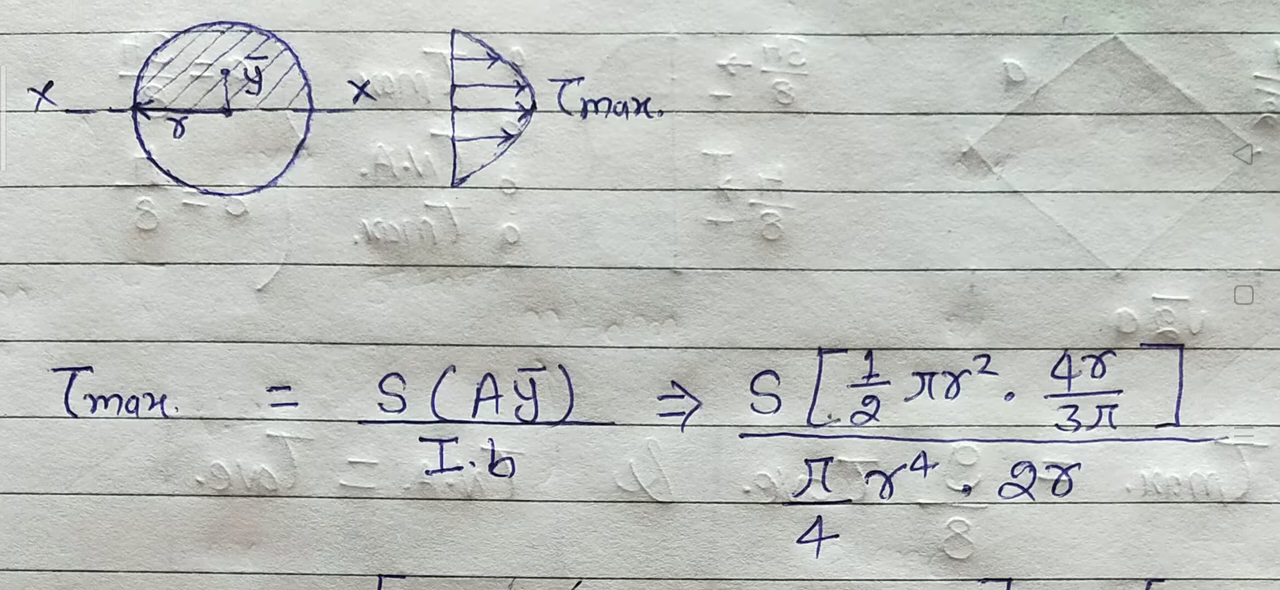 x ȳ x τmax.
r
τmax. = S(Aȳ) / I.b ⇒ S[1/2 πr². 4r/3π] / π/4 r⁴. 2r